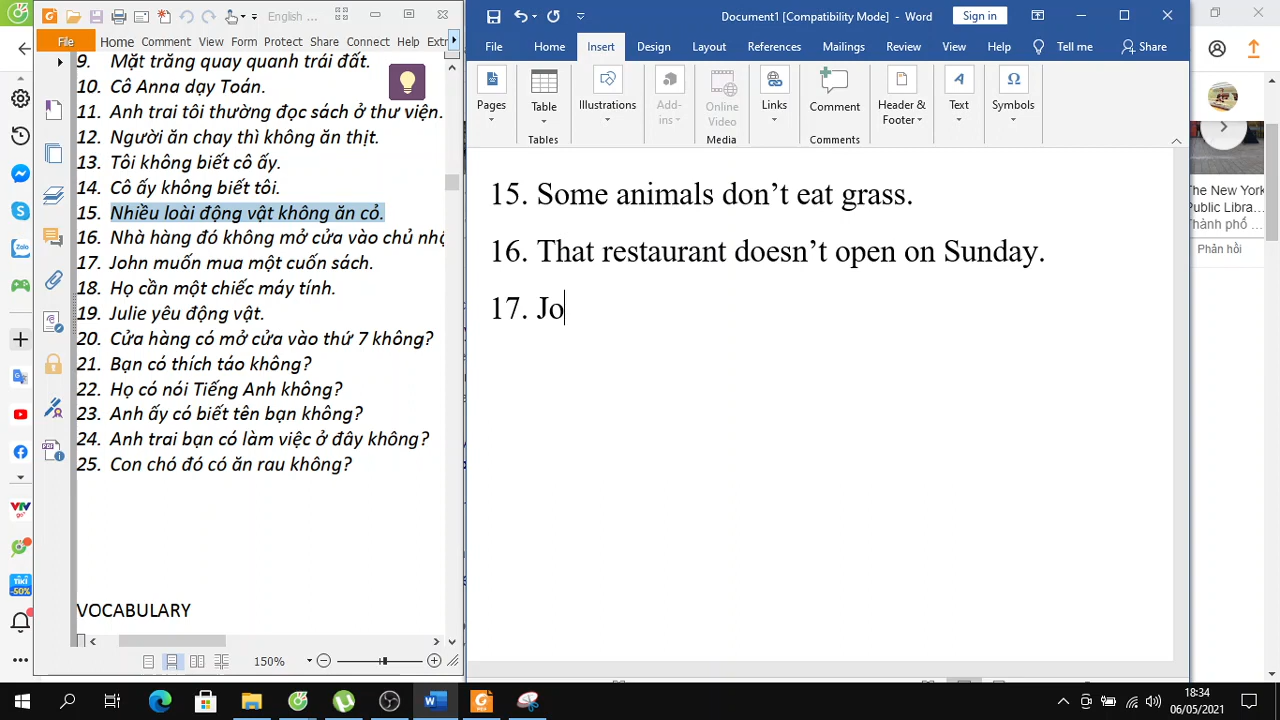 English ...
File
Home
Comment
View
Form
Protect
Share
Connect
Help
Extr
9. Mặt trăng quay quanh trái đất.
10. Cô Anna dạy Toán.
11. Anh trai tôi thường đọc sách ở thư viện.
12. Người ăn chay thì không ăn thịt.
13. Tôi không biết cô ấy.
14. Cô ấy không biết tôi.
15. Nhiều loài động vật không ăn cỏ.
16. Nhà hàng đó không mở cửa vào chủ nhậ
17. John muốn mua một cuốn sách.
18. Họ cần một chiếc máy tính.
19. Julie yêu động vật.
20. Cửa hàng có mở cửa vào thứ 7 không?
21. Bạn có thích táo không?
22. Họ có nói Tiếng Anh không?
23. Anh ấy có biết tên bạn không?
24. Anh trai bạn có làm việc ở đây không?
25. Con chó đó có ăn rau không?
VOCABULARY
150%
Document1 [Compatibility Mode] - Word
Sign in
File
Home
Insert
Design
Layout
References
Mailings
Review
View
Help
Tell me
Share
Pages
Table
Illustrations
Add-
ins
Online
Video
Links
Comment
Header &
Footer
Text
Symbols
Tables
Media
Comments
15. Some animals don’t eat grass.
16. That restaurant doesn’t open on Sunday.
17. Jo
The New York
Public Libra...
Thành phố
Phản hồi
Zalo
VTV
go
TIKI
-50%
18:34
06/05/2021